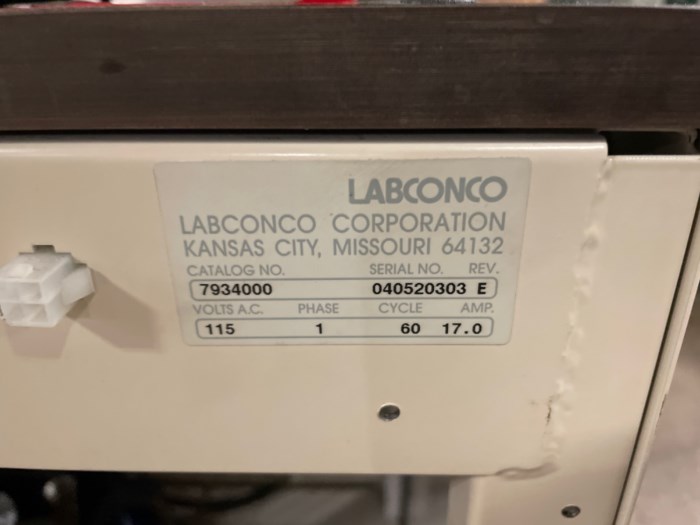 LABCONCO
LABCONCO CORPORATION
KANSAS CITY, MISSOURI 64132
CATALOG NO. SERIAL NO. REV.
7934000 040520303 E
VOLTS A.C. PHASE CYCLE AMP.
115 1 60 17.0